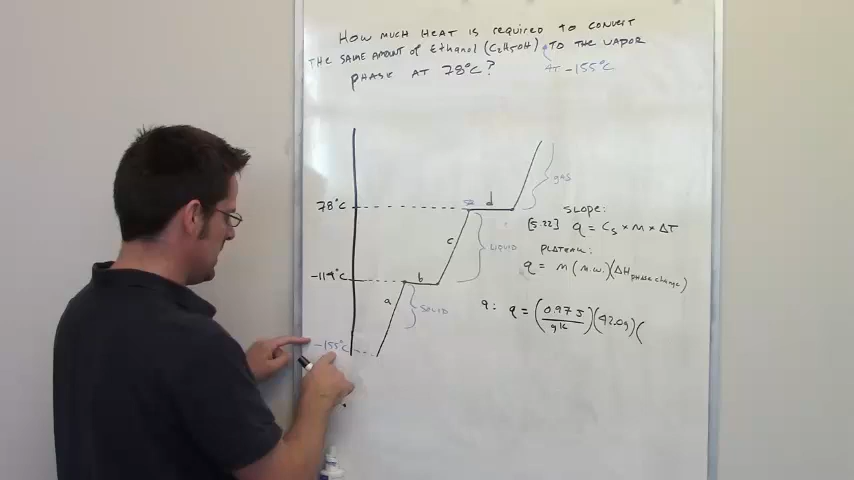 How much Heat is required to convert
the same amount of Ethanol (C2H5OH) to the vapor
phase at 78°C? AT -155°C
gas
d
78°C
slope:
[5.22] q = Cs × m × ΔT
c
Liquid
Plateau:
q = m (m.w.)(ΔH phase change)
-114°C
b
a
Solid
q: q = (0.97 J / gK)(42.0g)(
-155°C